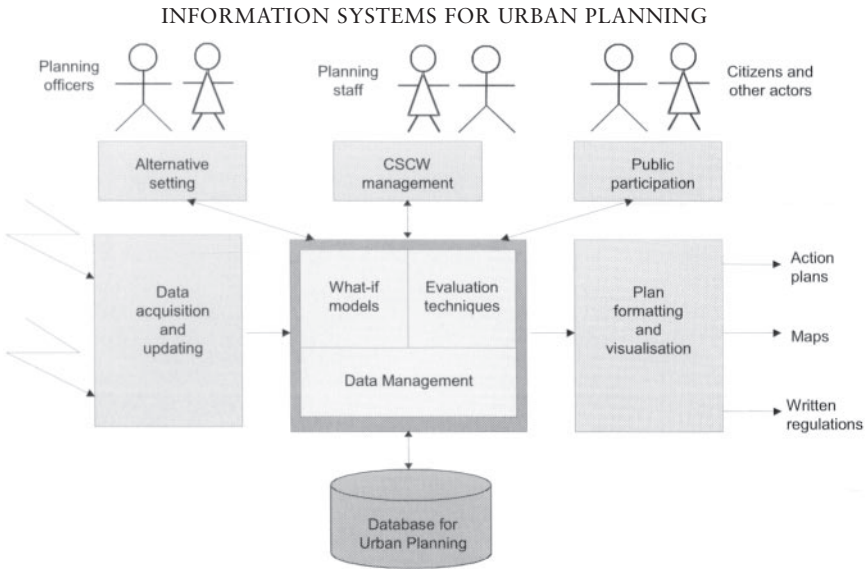 INFORMATION SYSTEMS FOR URBAN PLANNING
Planning
officers
Planning
staff
Citizens and
other actors
Alternative
setting
CSCW
management
Public
participation
Data
acquisition
and
updating
What-if
models
Evaluation
techniques
Data Management
Plan
formatting
and
visualisation
Action
plans
Maps
Written
regulations
Database for
Urban Planning